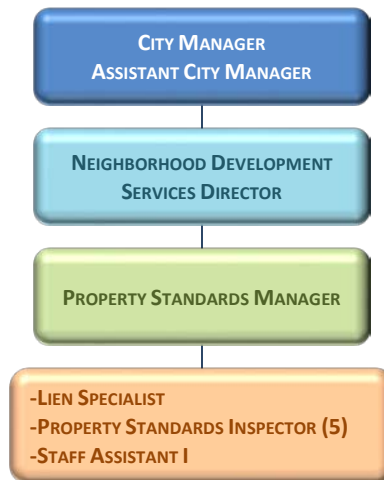 CITY MANAGER
ASSISTANT CITY MANAGER
NEIGHBORHOOD DEVELOPMENT
SERVICES DIRECTOR
PROPERTY STANDARDS MANAGER
-LIEN SPECIALIST
-PROPERTY STANDARDS INSPECTOR (5)
-STAFF ASSISTANT I